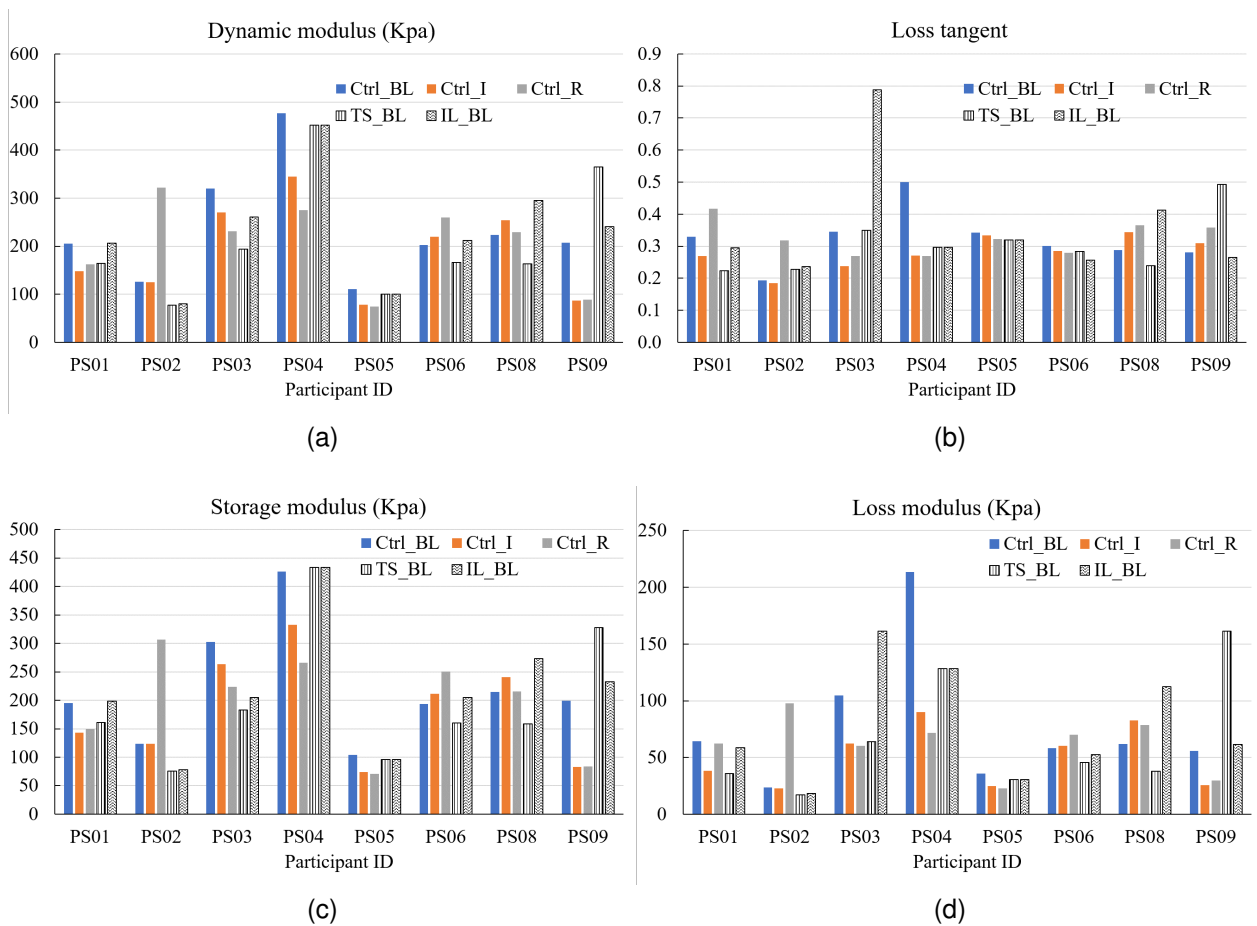 Dynamic modulus (Kpa)
600
500
400
300
200
100
0
Ctrl_BL Ctrl_I Ctrl_R
TS_BL IL_BL
PS01 PS02 PS03 PS04 PS05 PS06 PS08 PS09
Participant ID
(a)
Loss tangent
0.9
0.8
0.7
0.6
0.5
0.4
0.3
0.2
0.1
0.0
Ctrl_BL Ctrl_I Ctrl_R
TS_BL IL_BL
PS01 PS02 PS03 PS04 PS05 PS06 PS08 PS09
Participant ID
(b)
Storage modulus (Kpa)
500
450
400
350
300
250
200
150
100
50
0
Ctrl_BL Ctrl_I Ctrl_R
TS_BL IL_BL
PS01 PS02 PS03 PS04 PS05 PS06 PS08 PS09
Participant ID
(c)
Loss modulus (Kpa)
250
200
150
100
50
0
Ctrl_BL Ctrl_I Ctrl_R
TS_BL IL_BL
PS01 PS02 PS03 PS04 PS05 PS06 PS08 PS09
Participant ID
(d)